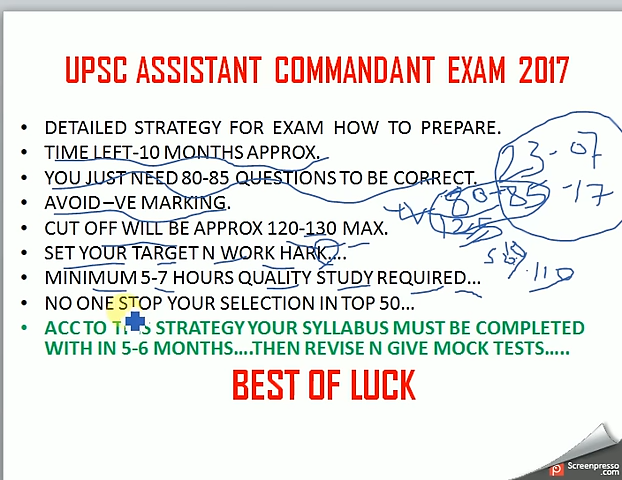 UPSC ASSISTANT COMMANDANT EXAM 2017
• DETAILED STRATEGY FOR EXAM HOW TO PREPARE.
• TIME LEFT-10 MONTHS APPROX.
• YOU JUST NEED 80-85 QUESTIONS TO BE CORRECT.
• AVOID –VE MARKING.
• CUT OFF WILL BE APPROX 120-130 MAX.
• SET YOUR TARGET N WORK HARK....
• MINIMUM 5-7 HOURS QUALITY STUDY REQUIRED...
• NO ONE STOP YOUR SELECTION IN TOP 50...
• ACC TO STRATEGY YOUR SYLLABUS MUST BE COMPLETED
WITH IN 5-6 MONTHS....THEN REVISE N GIVE MOCK TESTS.....
BEST OF LUCK
23-07
-17
80-85
125
110
Screenpresso
.com